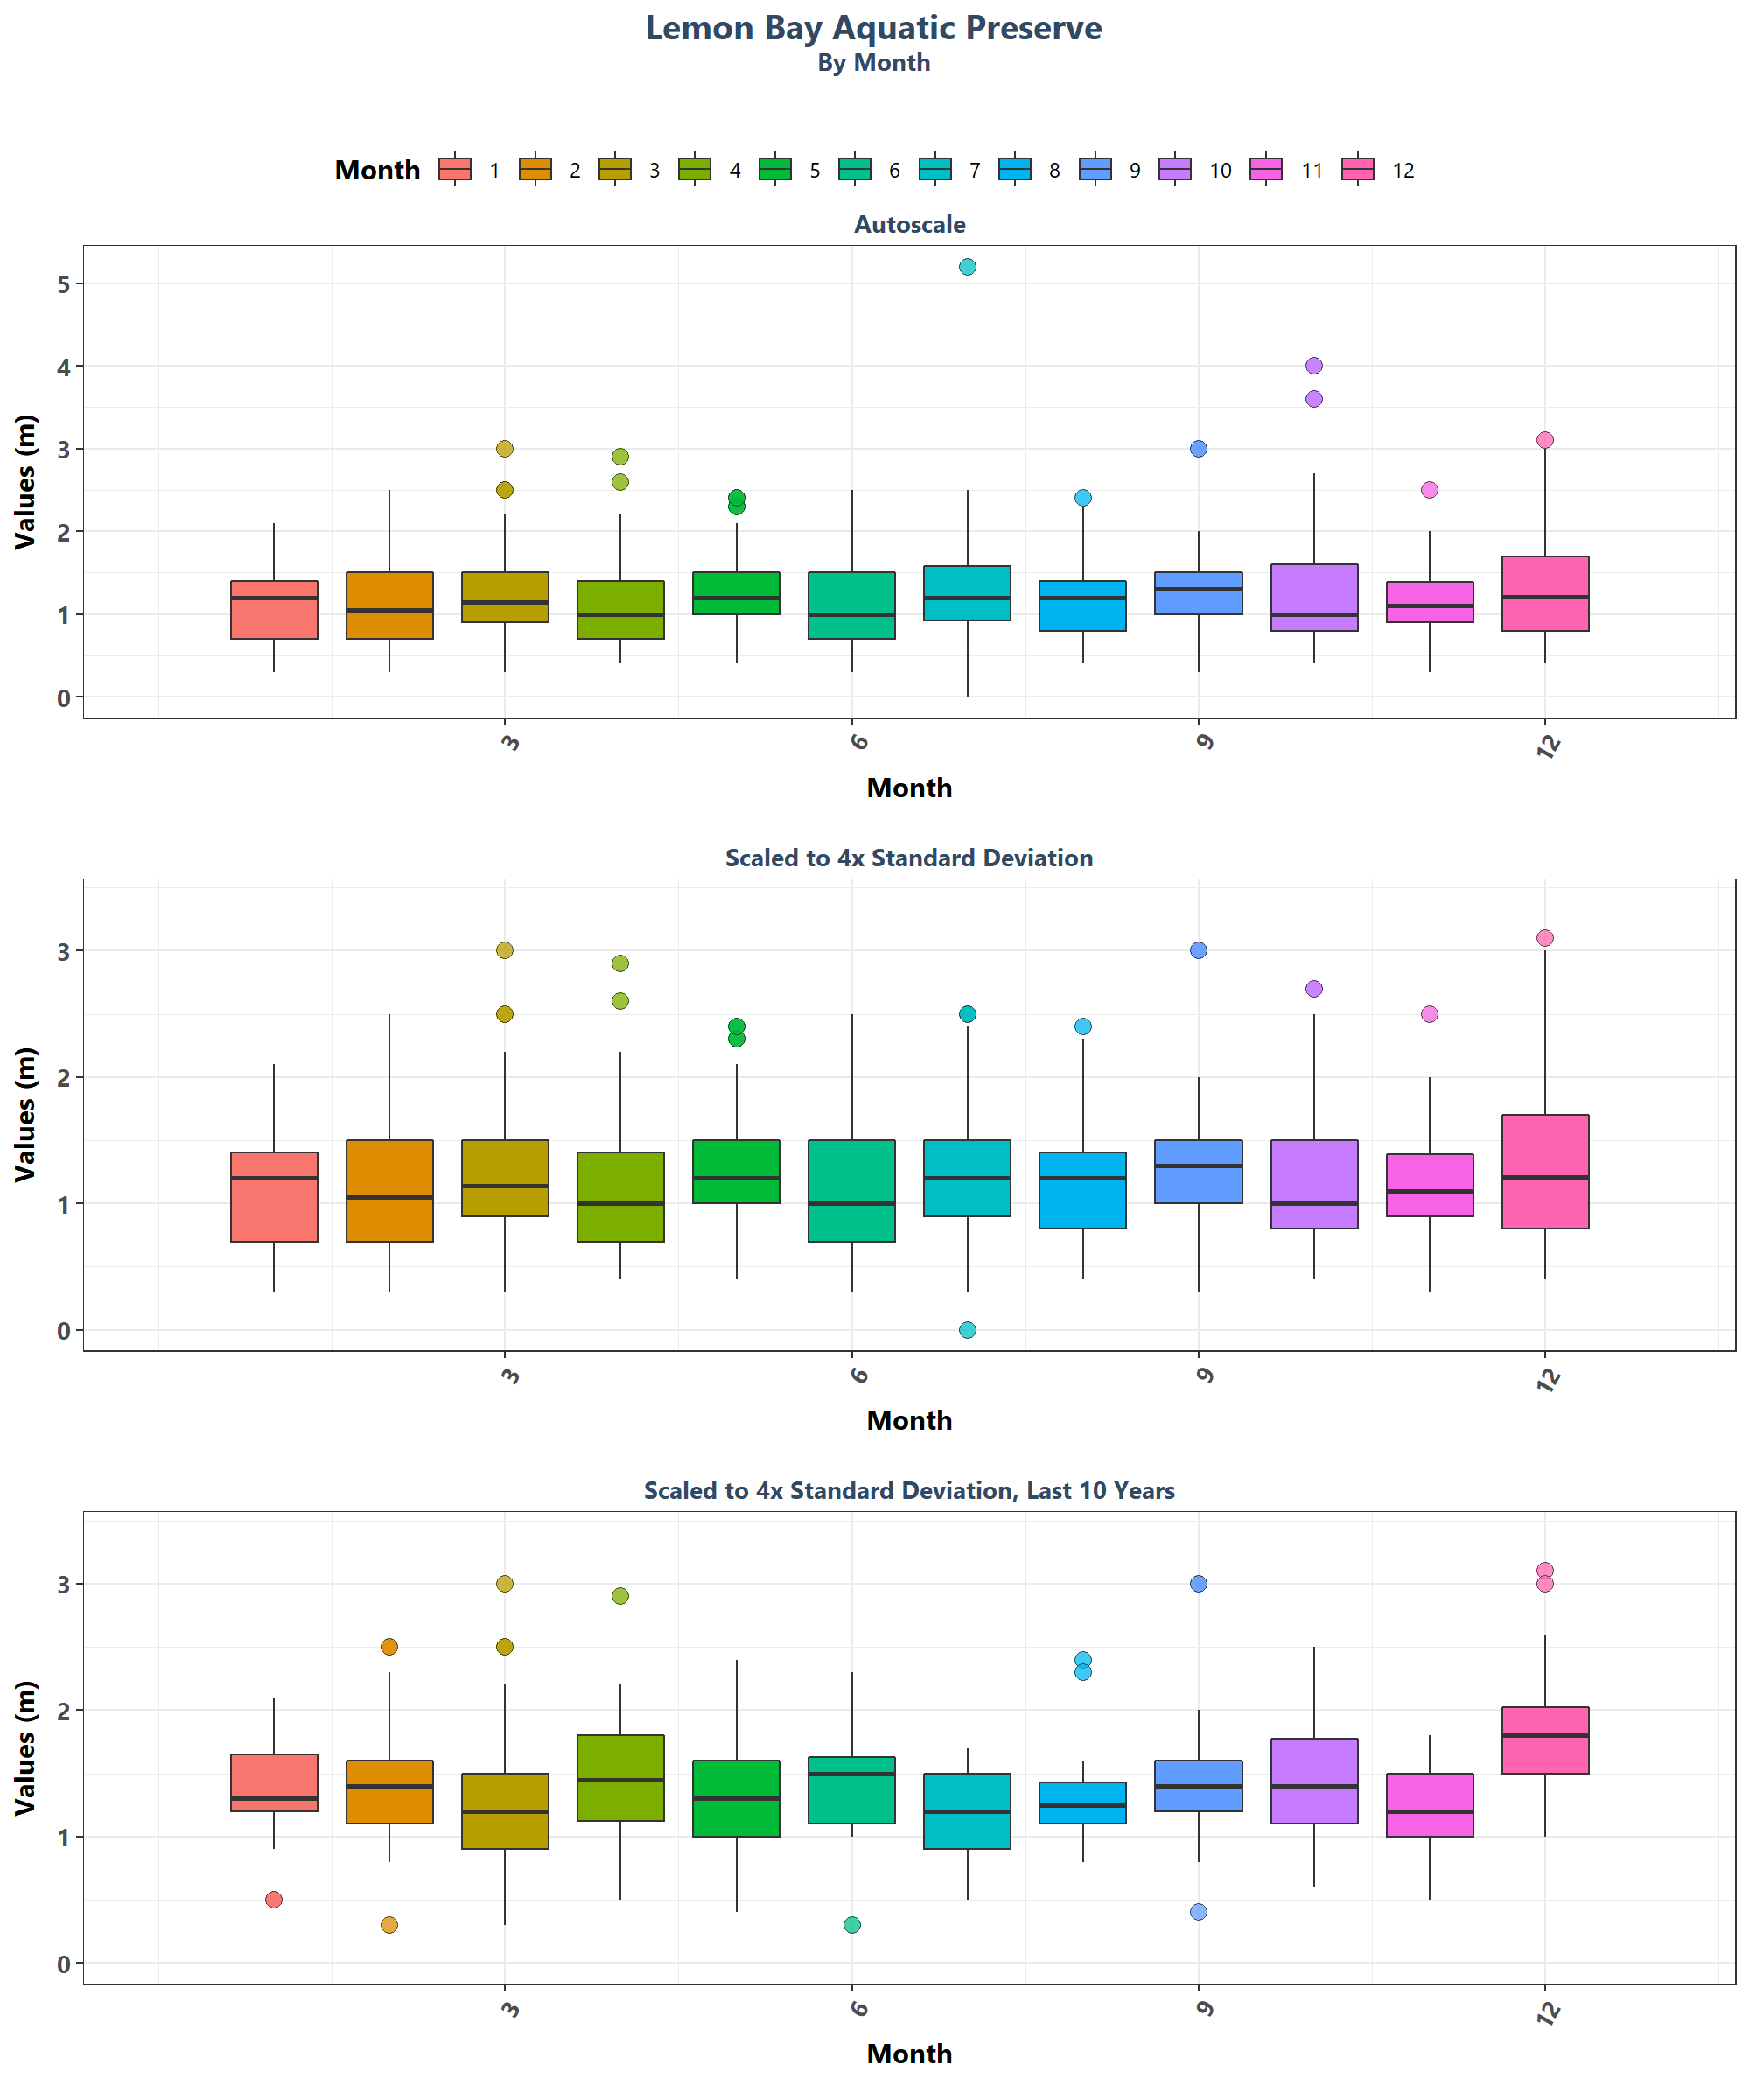 Lemon Bay Aquatic Preserve
By Month
Month 1 2 3 4 5 6 7 8 9 10 11 12
Autoscale
Values (m)
5
4
3
2
1
0
3 6 9 12
Month
Scaled to 4x Standard Deviation
Values (m)
3
2
1
0
3 6 9 12
Month
Scaled to 4x Standard Deviation, Last 10 Years
Values (m)
3
2
1
0
3 6 9 12
Month